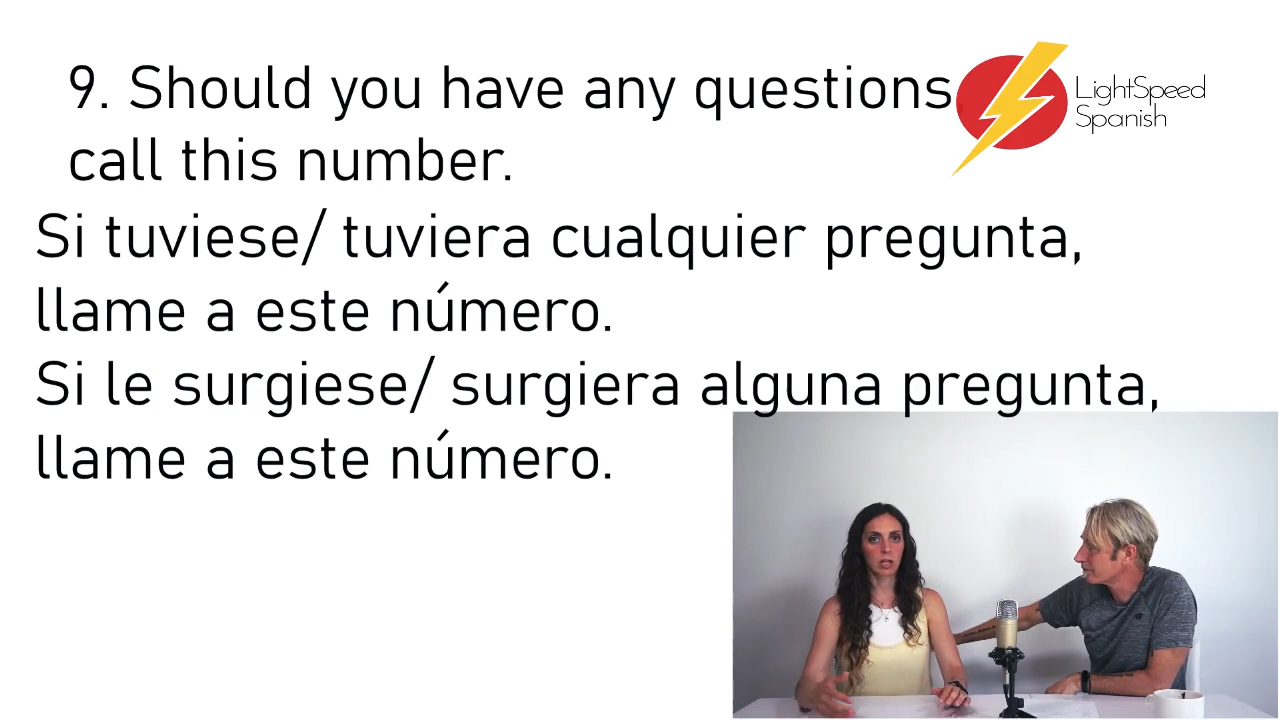 9. Should you have any questions,
call this number.
LightSpeed
Spanish
Si tuviese/ tuviera cualquier pregunta,
llame a este número.
Si le surgiese/ surgiera alguna pregunta,
llame a este número.